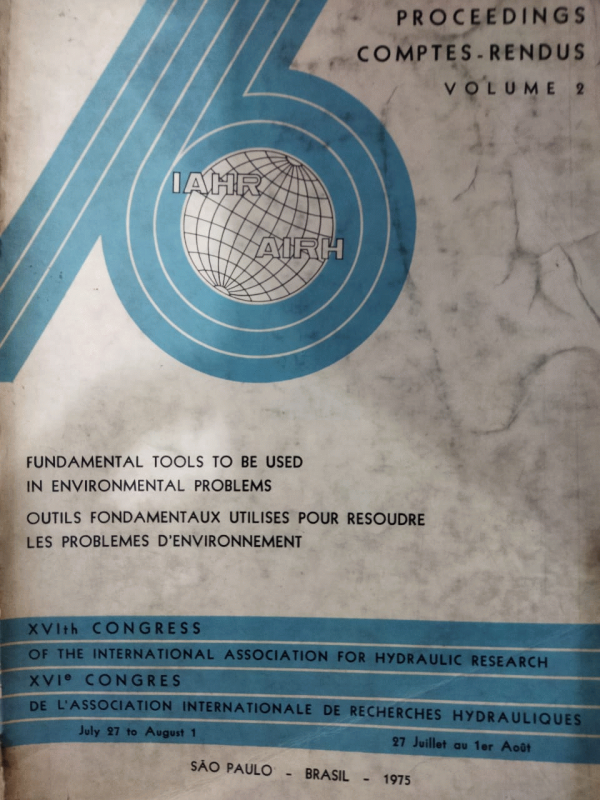 PROCEEDINGS
COMPTES-RENDUS
VOLUME 2
IAHR
AIRH
FUNDAMENTAL TOOLS TO BE USED
IN ENVIRONMENTAL PROBLEMS
OUTILS FONDAMENTAUX UTILISES POUR RESOUDRE
LES PROBLEMES D'ENVIRONNEMENT
XVIth CONGRESS
OF THE INTERNATIONAL ASSOCIATION FOR HYDRAULIC RESEARCH
XVIe CONGRES
DE L'ASSOCIATION INTERNATIONALE DE RECHERCHES HYDRAULIQUES
July 27 to August 1
27 Juillet au 1er Août
SÃO PAULO - BRASIL - 1975